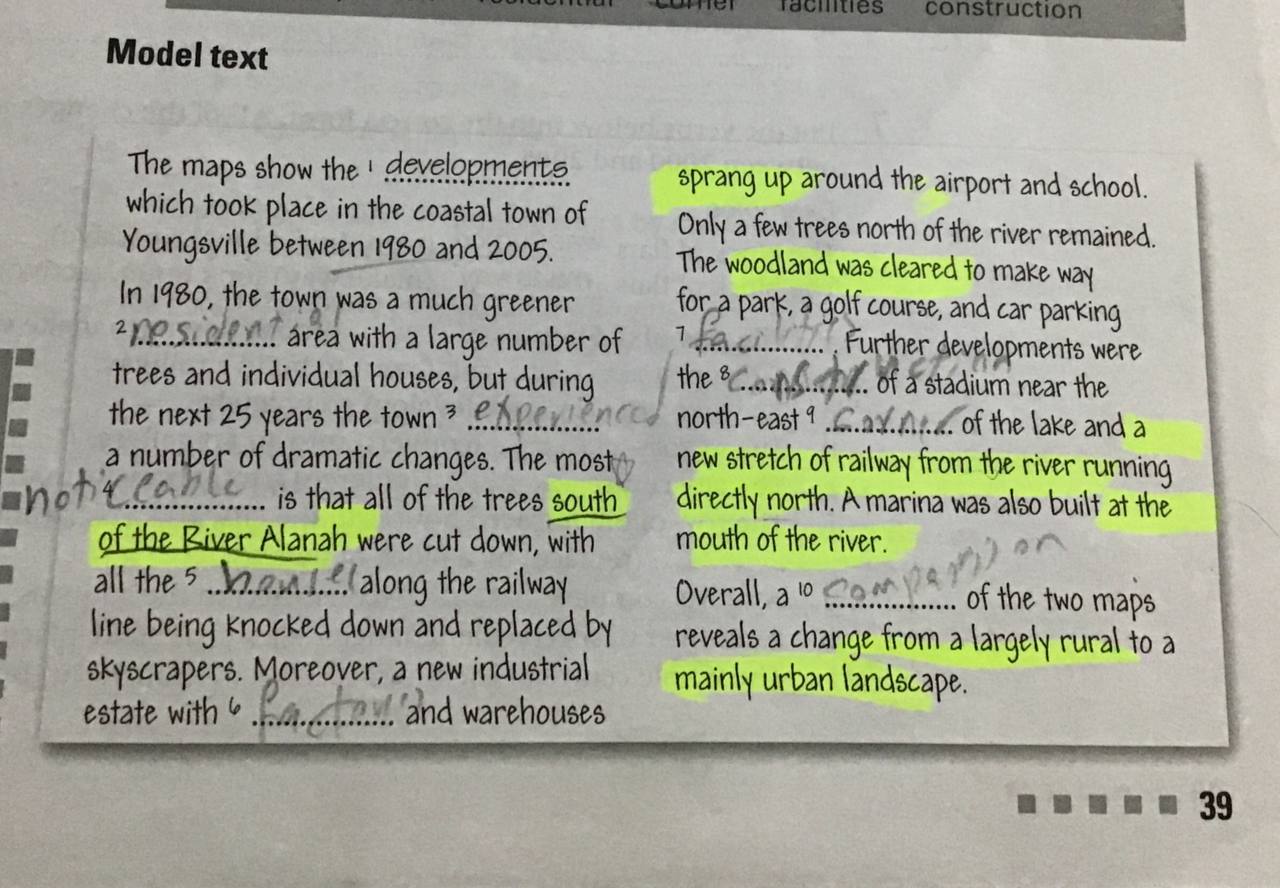 residential corner facilities construction
Model text
The maps show the 1 developments
which took place in the coastal town of
Youngsville between 1980 and 2005.
In 1980, the town was a much greener
2 residential area with a large number of
trees and individual houses, but during
the next 25 years the town 3 experienced
a number of dramatic changes. The most
4 noticeable is that all of the trees south
of the River Alanah were cut down, with
all the 5 houses along the railway
line being knocked down and replaced by
skyscrapers. Moreover, a new industrial
estate with 6 and warehouses
sprang up around the airport and school.
Only a few trees north of the river remained.
The woodland was cleared to make way
for a park, a golf course, and car parking
7 facilities. Further developments were
the 8 construction of a stadium near the
north-east 9 corner of the lake and a
new stretch of railway from the river running
directly north. A marina was also built at the
mouth of the river.
Overall, a 10 comparison of the two maps
reveals a change from a largely rural to a
mainly urban landscape.
39